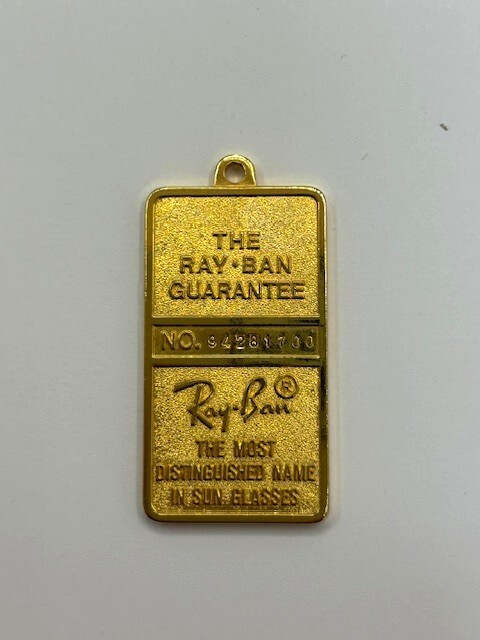 THE
RAY•BAN
GUARANTEE
NO. 94281700
Ray-Ban®
THE MOST
DISTINGUISHED NAME
IN SUN GLASSES